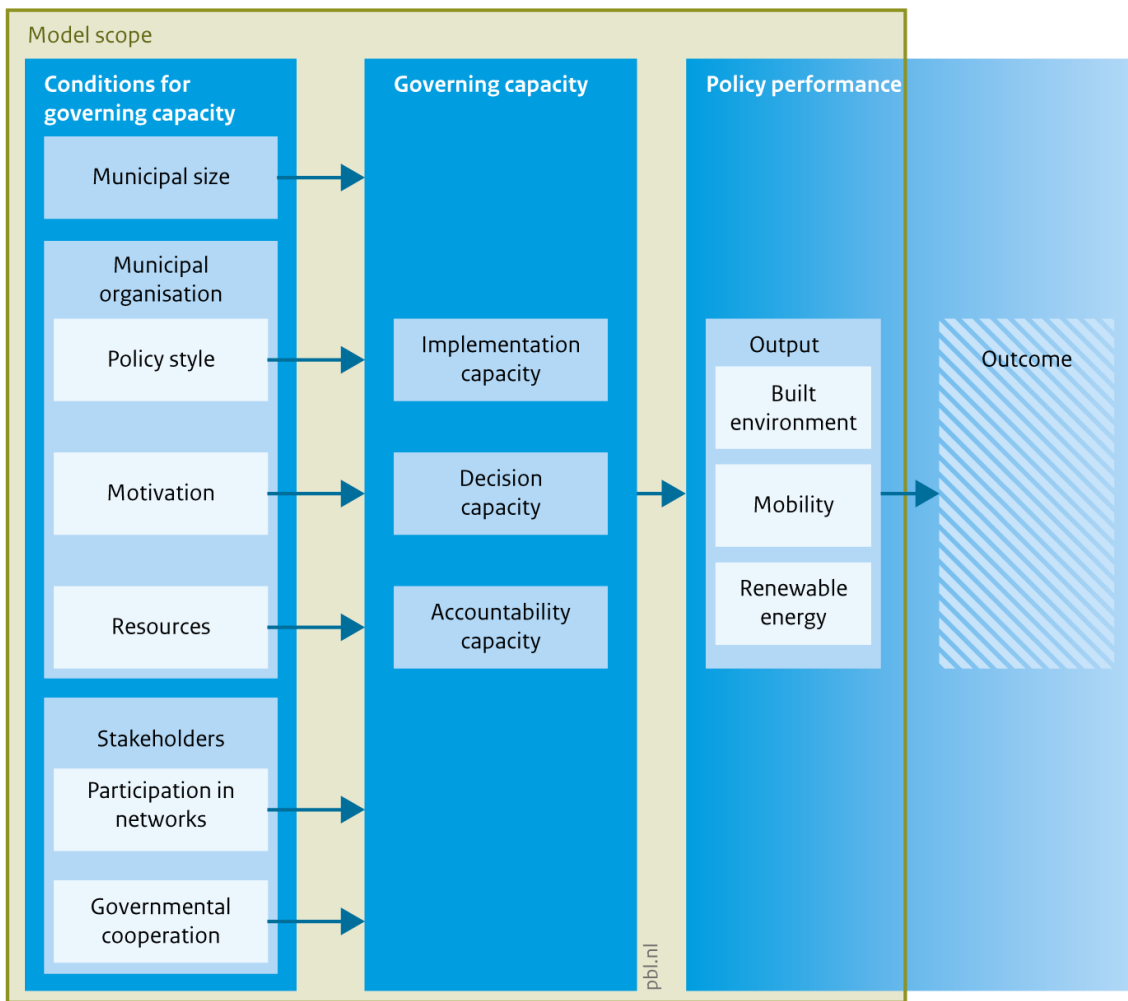 Model scope
Conditions for
governing capacity
Municipal size
Municipal
organisation
Policy style
Motivation
Resources
Stakeholders
Participation in
networks
Governmental
cooperation
Governing capacity
Implementation
capacity
Decision
capacity
Accountability
capacity
Policy performance
Output
Built
environment
Mobility
Renewable
energy
Outcome
pbl.nl